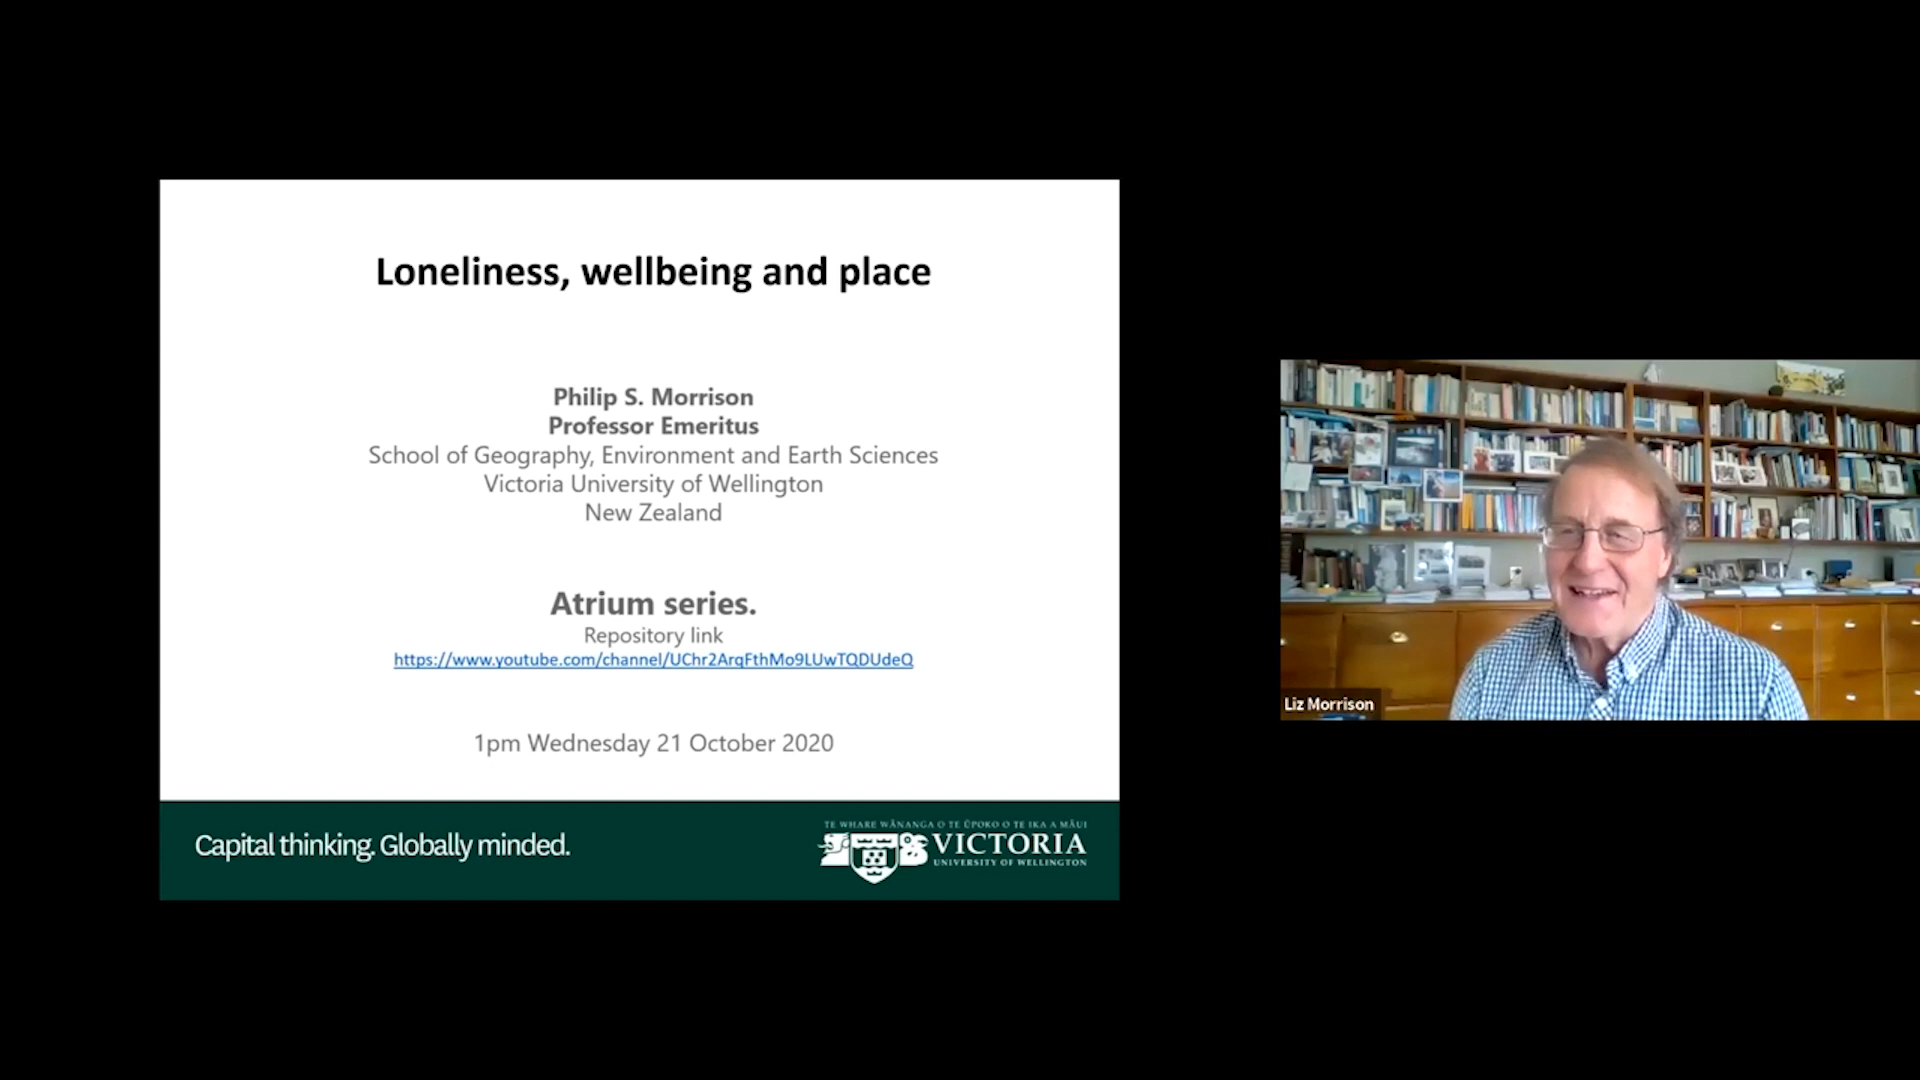 Loneliness, wellbeing and place
Philip S. Morrison
Professor Emeritus
School of Geography, Environment and Earth Sciences
Victoria University of Wellington
New Zealand
Atrium series.
Repository link
https://www.youtube.com/channel/UChr2ArqFthMo9LUwTQDUdeQ
1pm Wednesday 21 October 2020
Capital thinking. Globally minded.
TE WHARE WĀNANGA O TE ŪPOKO O TE IKA A MĀUI
VICTORIA
UNIVERSITY OF WELLINGTON
Liz Morrison